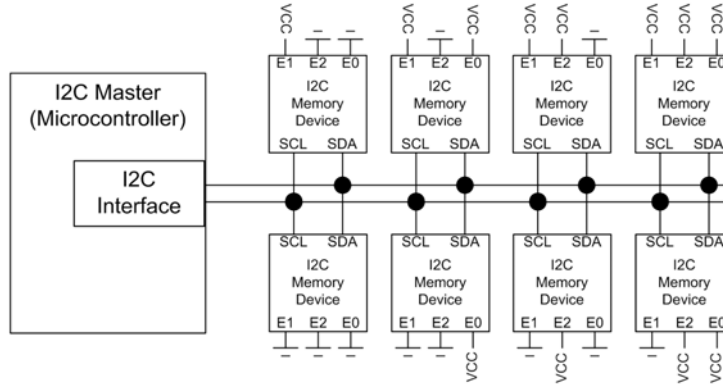 VCC VCC VCC VCC VCC VCC VCC VCC
E1 E2 E0 E1 E2 E0 E1 E2 E0 E1 E2 E0
I2C Master
(Microcontroller)
I2C
Memory
Device
I2C
Memory
Device
I2C
Memory
Device
I2C
Memory
Device
SCL SDA SCL SDA SCL SDA SCL SDA
I2C
Interface
SCL SDA SCL SDA SCL SDA SCL SDA
I2C
Memory
Device
I2C
Memory
Device
I2C
Memory
Device
I2C
Memory
Device
E1 E2 E0 E1 E2 E0 E1 E2 E0 E1 E2 E0
VCC VCC VCC VCC